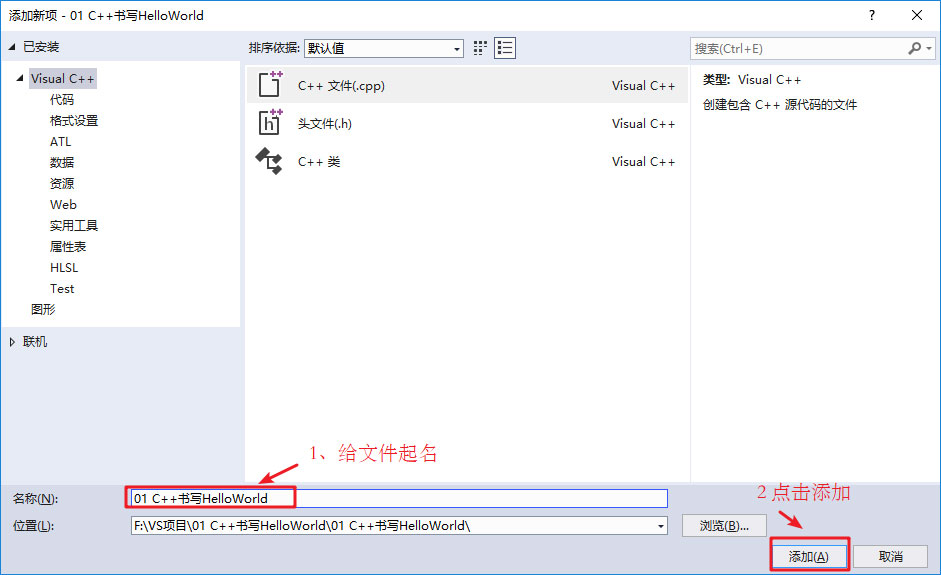 添加新项 - 01 C++书写HelloWorld
?
已安装
排序依据: 默认值
搜索(Ctrl+E)
Visual C++
代码
格式设置
ATL
数据
资源
Web
实用工具
属性表
HLSL
Test
图形
联机
C++ 文件(.cpp) Visual C++
头文件(.h) Visual C++
C++ 类 Visual C++
类型: Visual C++
创建包含 C++ 源代码的文件
1、给文件起名
名称(N): 01 C++书写HelloWorld
2 点击添加
位置(L): F:\VS项目\01 C++书写HelloWorld\01 C++书写HelloWorld\
浏览(B)...
添加(A) 取消